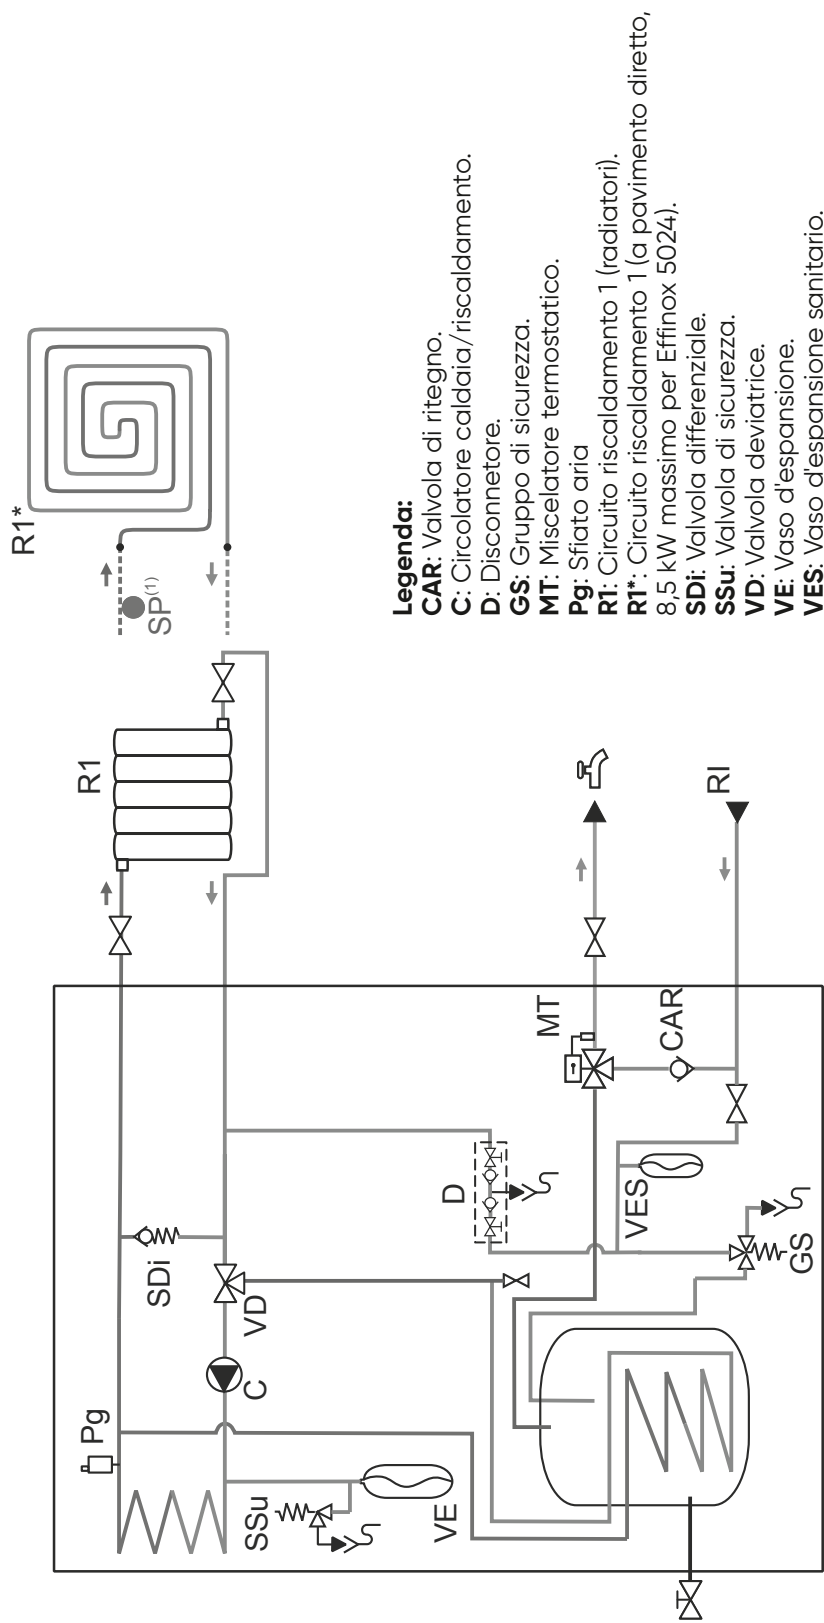 R1*
SP(1)
R1
RI
MT
CAR
D
VES
GS
SDi
VD
C
Pg
SSu
VE
Legenda:
CAR: Valvola di ritegno.
C: Circolatore caldaia/riscaldamento.
D: Disconnetore.
GS: Gruppo di sicurezza.
MT: Miscelatore termostatico.
Pg: Sfiato aria
R1: Circuito riscaldamento 1 (radiatori).
R1*: Circuito riscaldamento 1 (a pavimento diretto,
8,5 kW massimo per Effinox 5024).
SDi: Valvola differenziale.
SSu: Valvola di sicurezza.
VD: Valvola deviatrice.
VE: Vaso d'espansione.
VES: Vaso d'espansione sanitario.